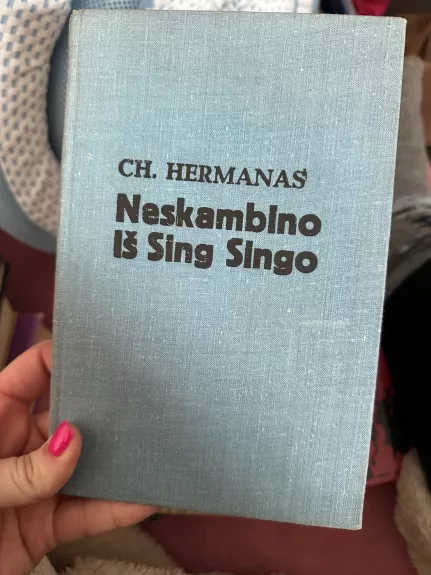 CH. HERMANAS
Neskambino
Iš Sing Singo